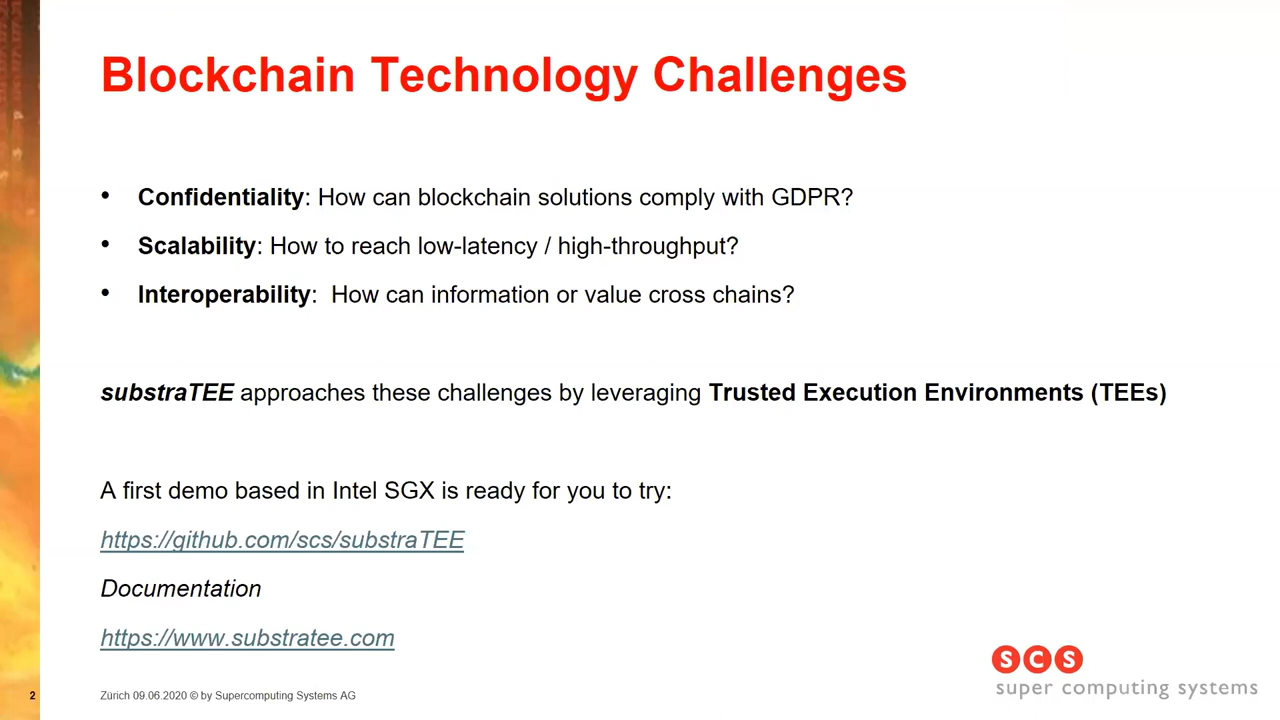 Blockchain Technology Challenges
• Confidentiality: How can blockchain solutions comply with GDPR?
• Scalability: How to reach low-latency / high-throughput?
• Interoperability:  How can information or value cross chains?
substraTEE approaches these challenges by leveraging Trusted Execution Environments (TEEs)
A first demo based in Intel SGX is ready for you to try:
https://github.com/scs/substraTEE
Documentation
https://www.substratee.com
scs
super computing systems
2 Zürich 09.06.2020 © by Supercomputing Systems AG